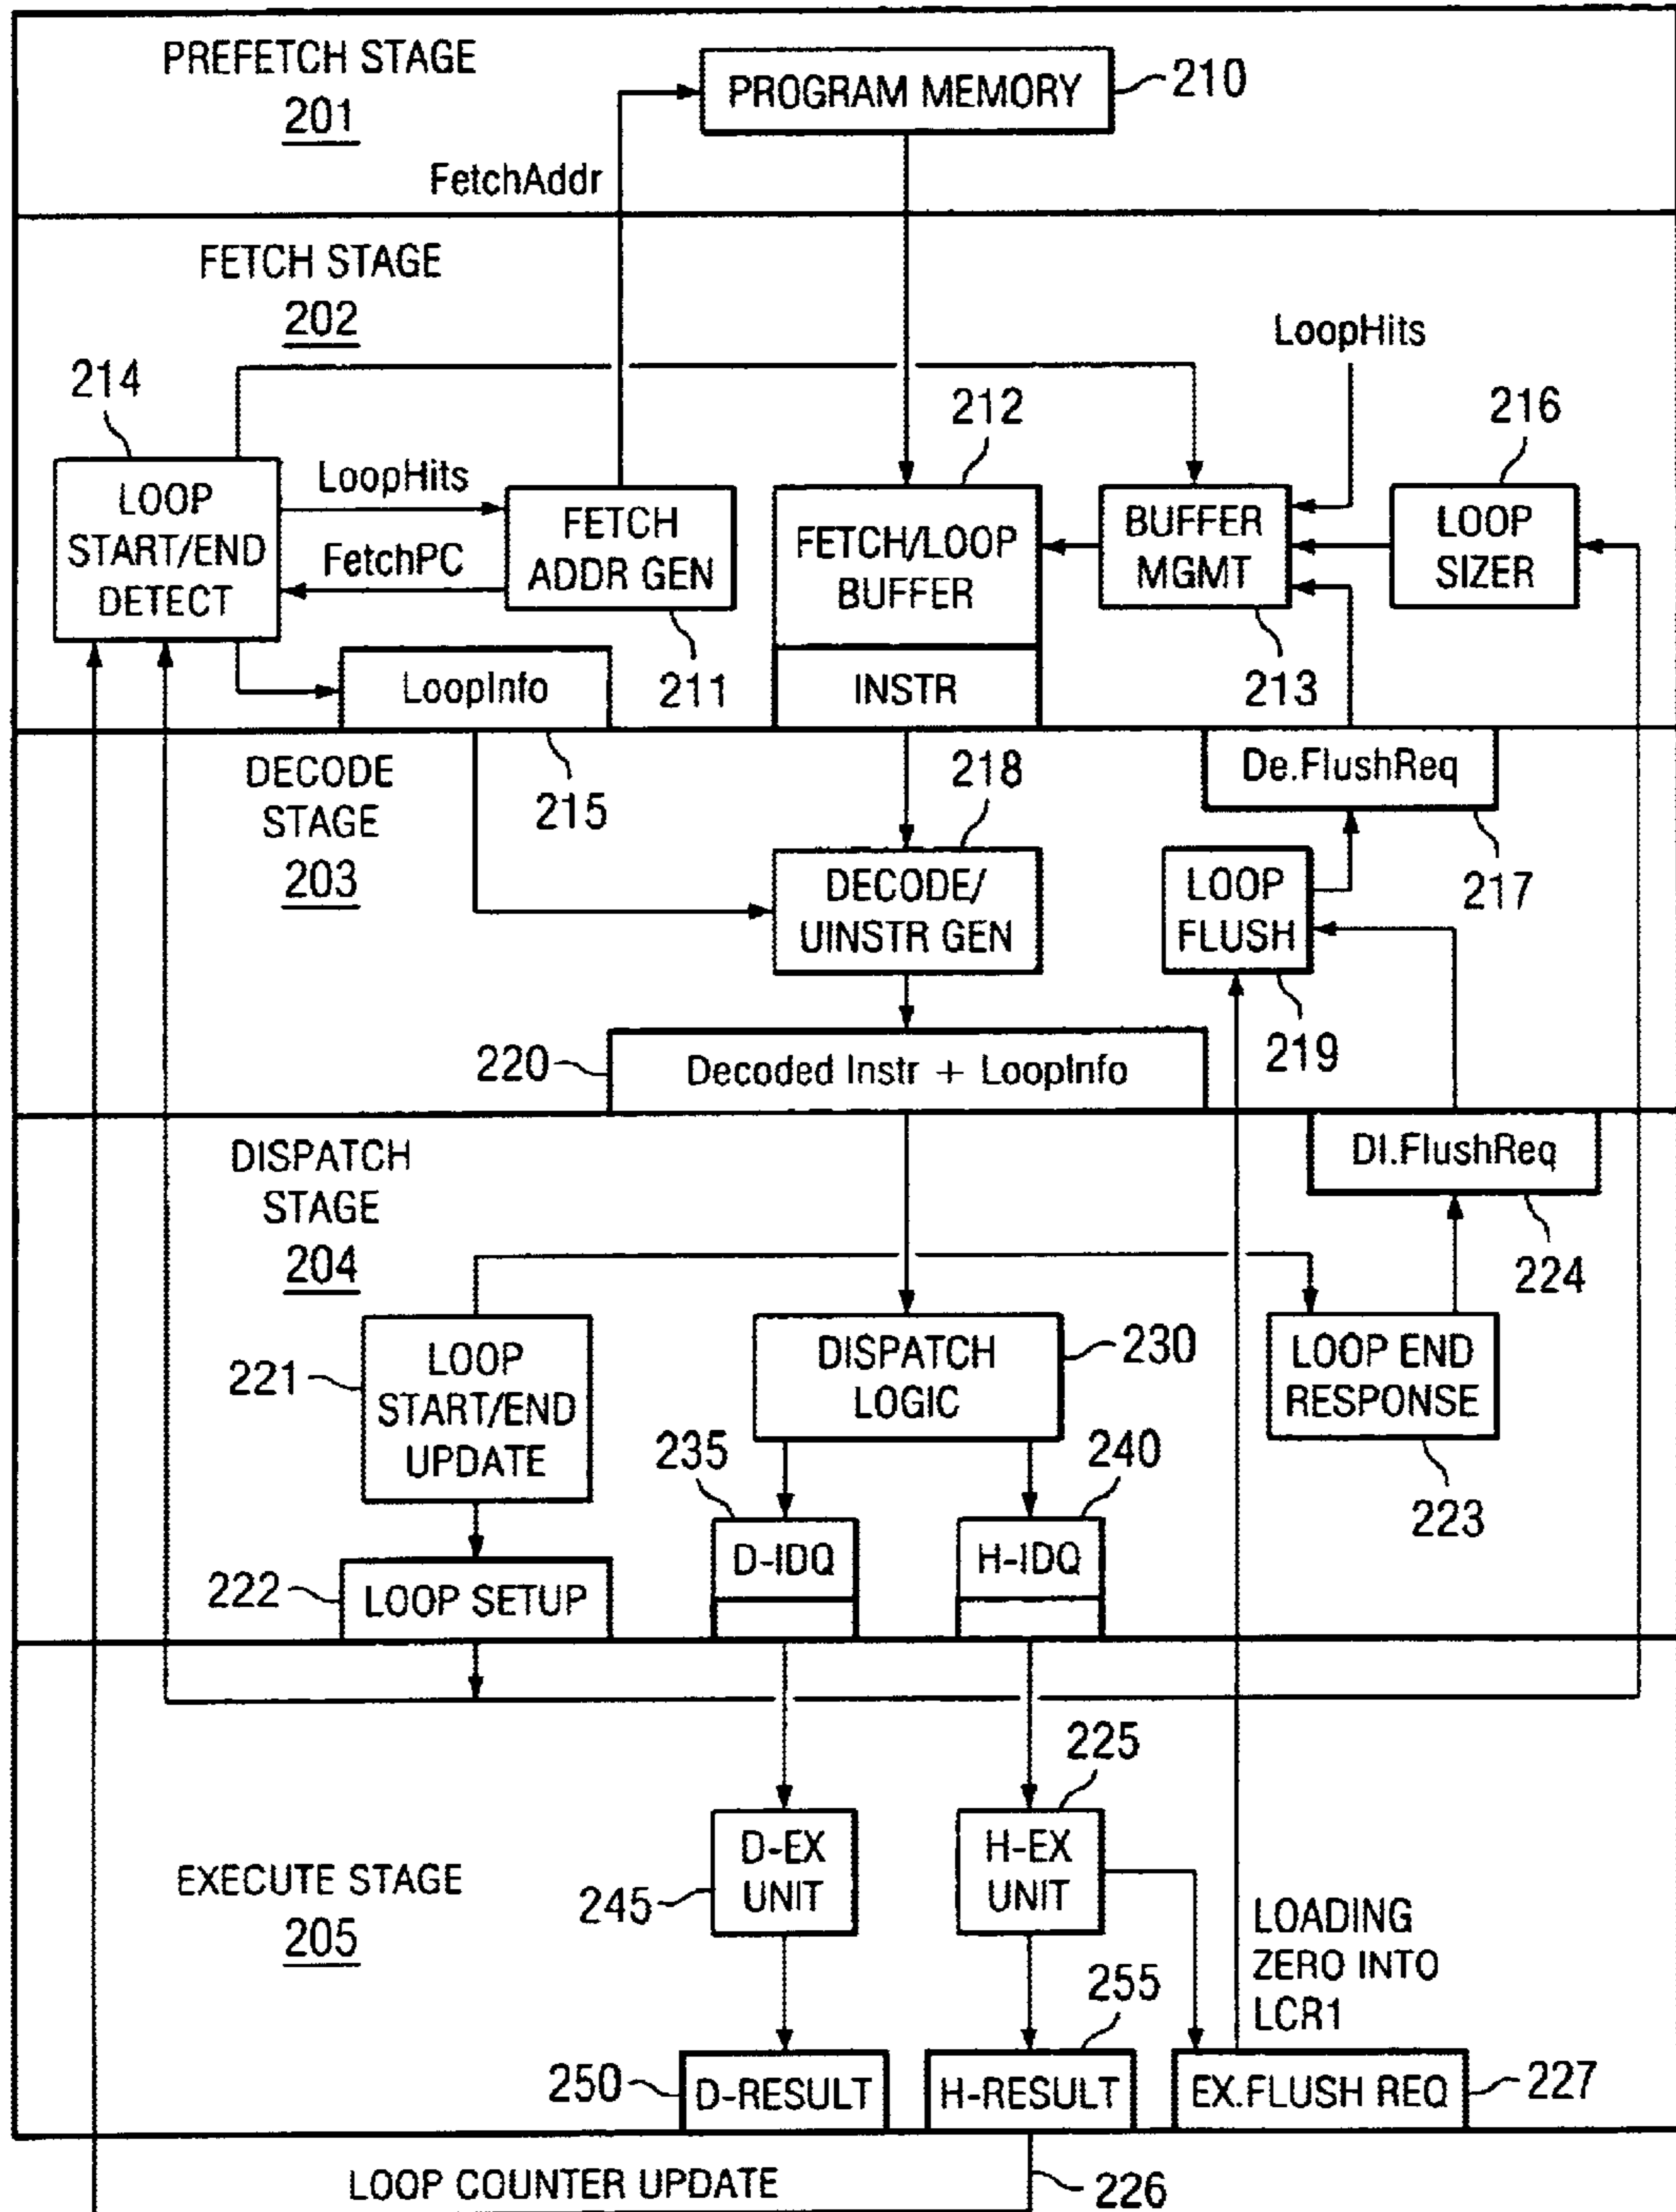 PREFETCH STAGE
201
PROGRAM MEMORY
210
FetchAddr
FETCH STAGE
202
LoopHits
214
212
216
LOOP
START/END
DETECT
LoopHits
FetchPC
FETCH
ADDR GEN
FETCH/LOOP
BUFFER
BUFFER
MGMT
LOOP
SIZER
LoopInfo
211
INSTR
213
DECODE
STAGE
203
215
218
De.FlushReq
217
DECODE/
UINSTR GEN
LOOP
FLUSH
219
220
Decoded Instr + LoopInfo
DISPATCH
STAGE
204
DI.FlushReq
224
221
LOOP
START/END
UPDATE
DISPATCH
LOGIC
230
LOOP END
RESPONSE
223
235
240
D-IDQ
H-IDQ
222
LOOP SETUP
225
EXECUTE STAGE
205
245
D-EX
UNIT
H-EX
UNIT
LOADING
ZERO INTO
LCR1
255
250
D-RESULT
H-RESULT
EX.FLUSH REQ
227
LOOP COUNTER UPDATE
226